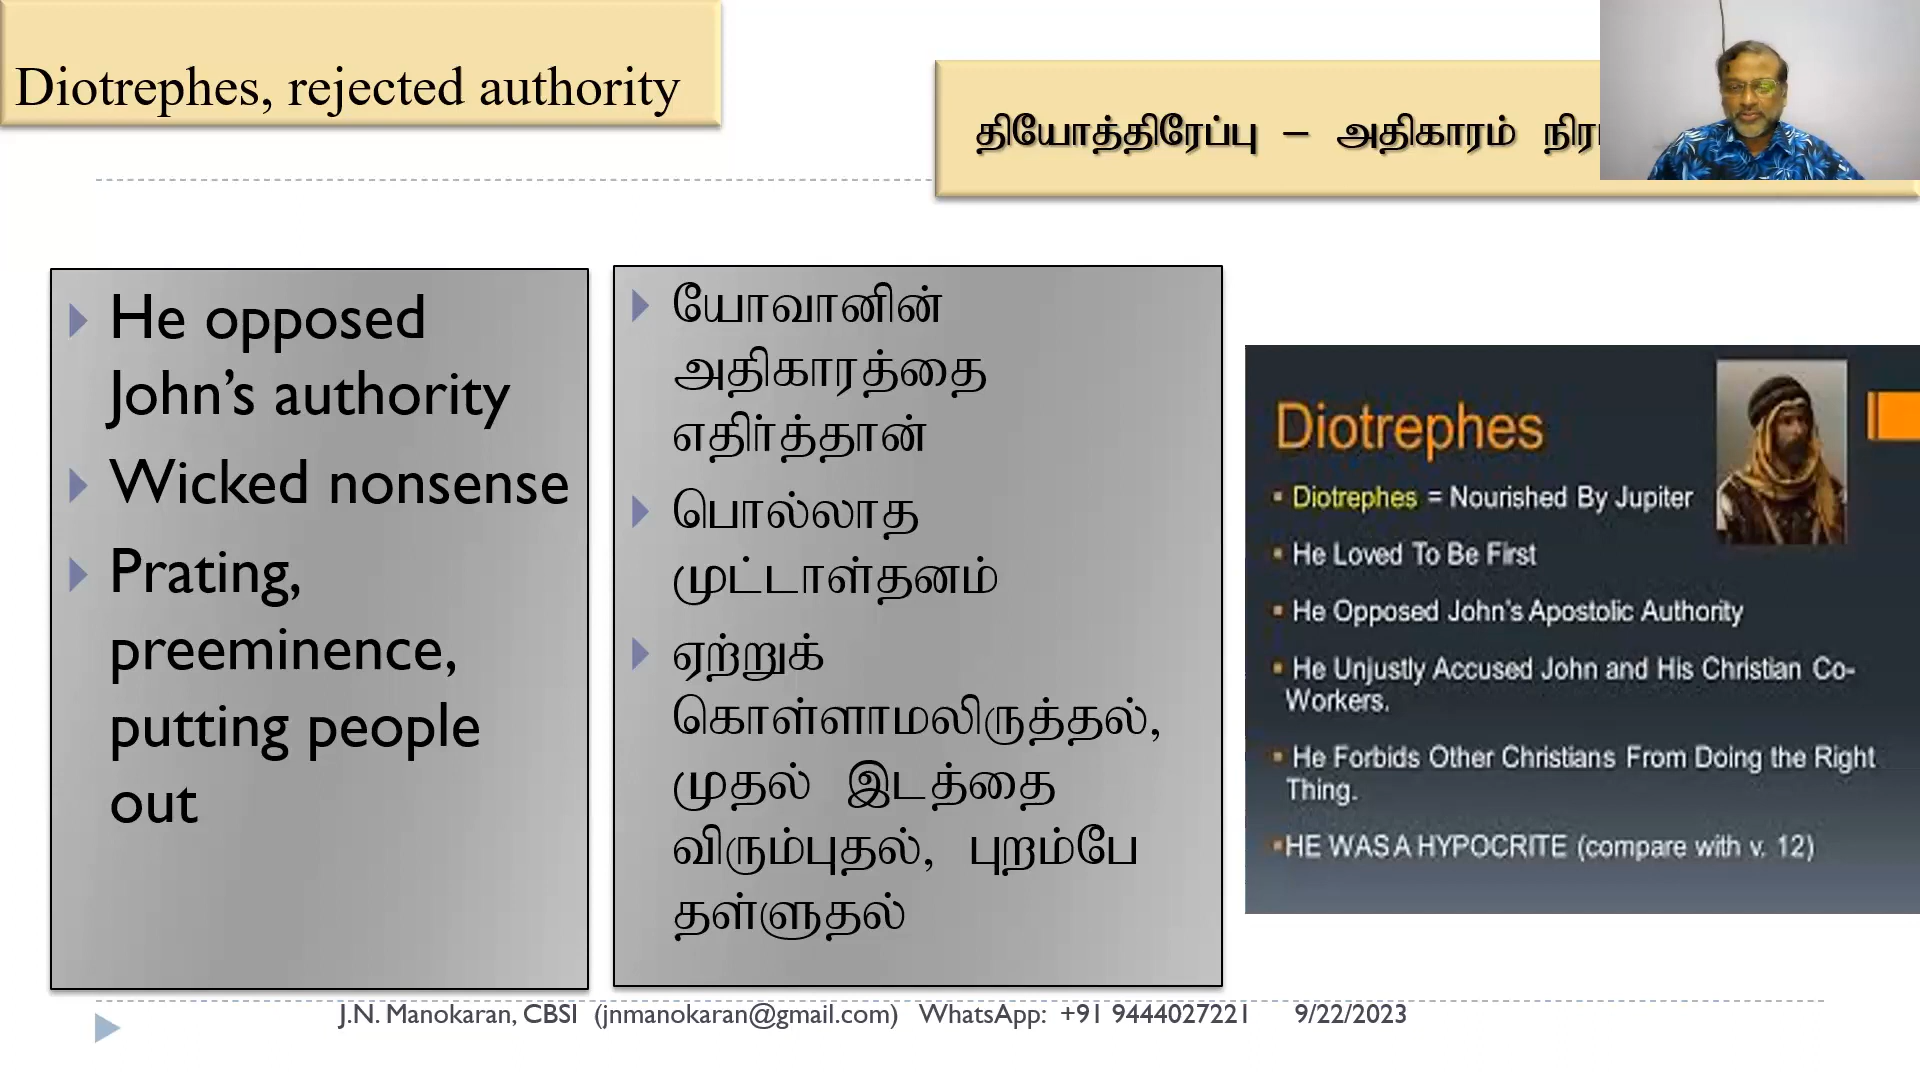 Diotrephes, rejected authority
தியோத்திரேப்பு – அதிகாரம்
He opposed
John’s authority
Wicked nonsense
Prating,
preeminence,
putting people
out
யோவானின்
அதிகாரத்தை
எதிர்த்தான்
பொல்லாத
முட்டாள்தனம்
ஏற்றுக்
கொள்ளாமலிருத்தல்,
முதல் இடத்தை
விரும்புதல், புறம்பே
தள்ளுதல்
Diotrephes
Diotrephes = Nourished By Jupiter
He Loved To Be First
He Opposed John's Apostolic Authority
He Unjustly Accused John and His Christian Co-
Workers.
He Forbids Other Christians From Doing the Right
Thing.
HE WAS A HYPOCRITE (compare with v. 12)
J.N. Manokaran, CBSI (jnmanokaran@gmail.com) WhatsApp: +91 9444027221 9/22/2023